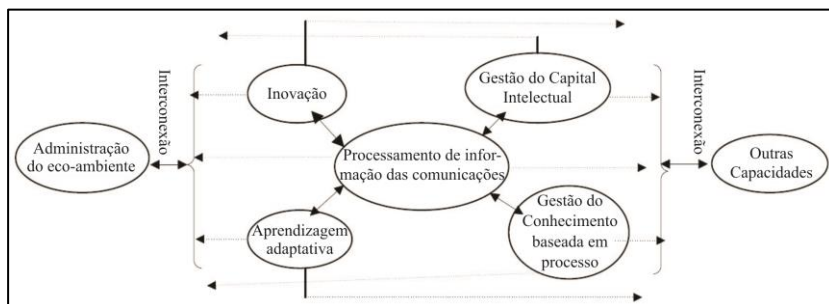 Interconexão
Administração
do eco-ambiente
Inovação
Gestão do Capital
Intelectual
Processamento de infor-
mação das comunicações
Aprendizagem
adaptativa
Gestão do
Conhecimento
baseada em
processo
Interconexão
Outras
Capacidades